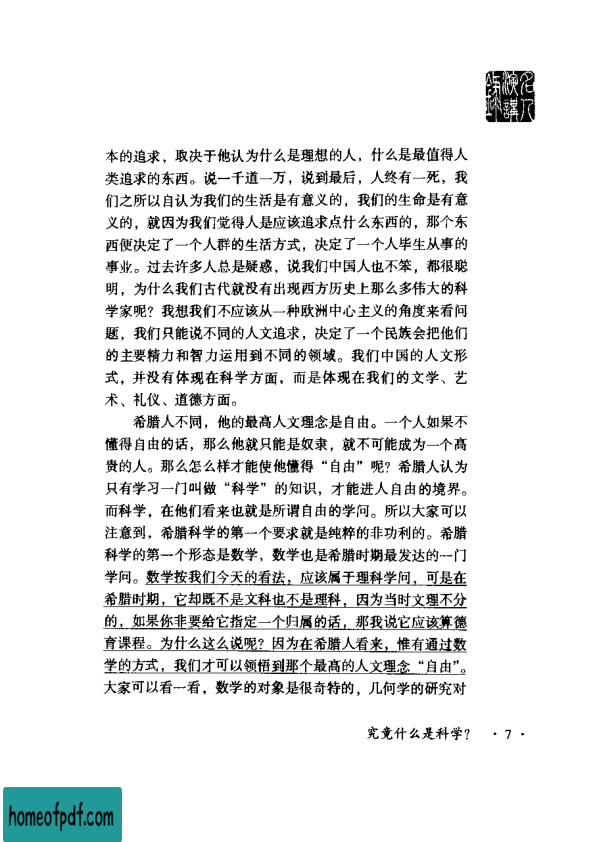 名人
演講
本的追求，取决于他认为什么是理想的人，什么是最值得人
类追求的东西。说一千道一万，说到最后，人终有一死，我
们之所以自认为我们的生活是有意义的，我们的生命是有意
义的，就因为我们觉得人是应该追求点什么东西的，那个东
西便决定了一个人群的生活方式，决定了一个人毕生从事的
事业。过去许多人总是疑惑，说我们中国人也不笨，都很聪
明，为什么我们古代就没有出现西方历史上那么多伟大的科
学家呢？我想我们不应该从一种欧洲中心主义的角度来看问
题，我们只能说不同的人文追求，决定了一个民族会把他们
的主要精力和智力运用到不同的领域。我们中国的人文形
式，并没有体现在科学方面，而是体现在我们的文学、艺
术、礼仪、道德方面。
希腊人不同，他的最高人文理念是自由。一个人如果不
懂得自由的话，那么他就只能是奴隶，就不可能成为一个高
贵的人。那么怎么样才能使他懂得“自由”呢？希腊人认为
只有学习一门叫做“科学”的知识，才能进人自由的境界。
而科学，在他们看来也就是所谓自由的学问。所以大家可以
注意到，希腊科学的第一个要求就是纯粹的非功利的。希腊
科学的第一个形态是数学，数学也是希腊时期最发达的一门
学问。数学按我们今天的看法，应该属于理科学问，可是在
希腊时期，它却既不是文科也不是理科，因为当时文理不分
的，如果你非要给它指定一个归属的话，那我说它应该算德
育课程。为什么这么说呢？因为在希腊人看来，惟有通过数
学的方式，我们才可以领悟到那个最高的人文理念“自由”。
大家可以看一看，数学的对象是很奇特的，几何学的研究对
究竟什么是科学？ ·7·
homeofpdf.com